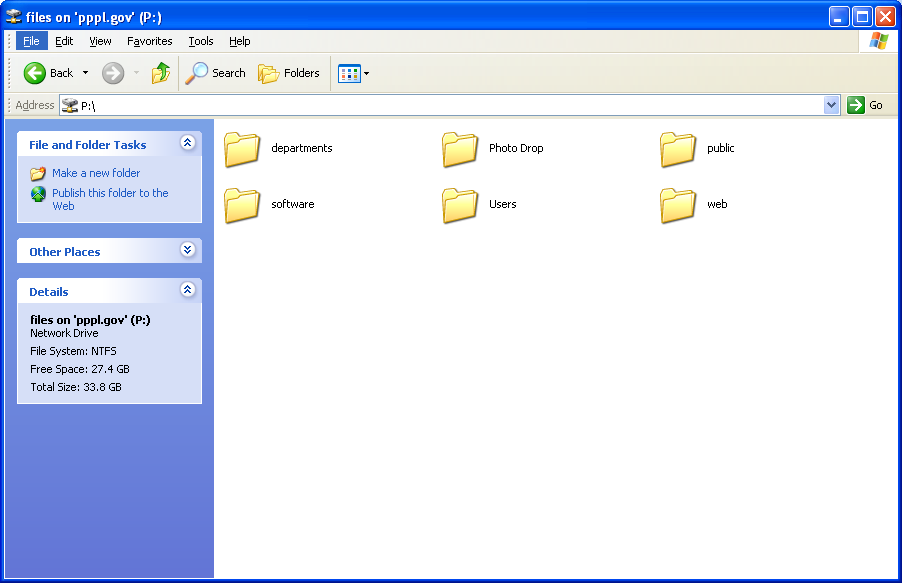 files on 'pppl.gov' (P:)
File Edit View Favorites Tools Help
Back Search Folders
Address P:\ Go
File and Folder Tasks
Make a new folder
Publish this folder to the
Web
Other Places
Details
files on 'pppl.gov' (P:)
Network Drive
File System: NTFS
Free Space: 27.4 GB
Total Size: 33.8 GB
departments Photo Drop public
software Users web